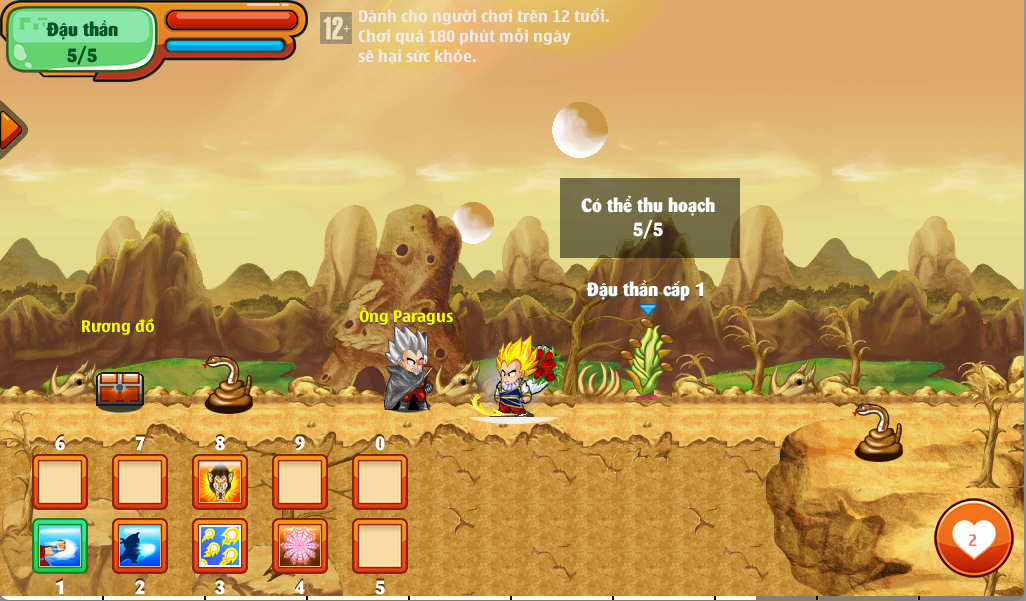 Đậu thần
5/5
12+
Dành cho người chơi trên 12 tuổi.
Chơi quá 180 phút mỗi ngày
sẽ hại sức khỏe.
Có thể thu hoạch
5/5
Đậu thần cấp 1
Ông Paragus
Rương đồ
6 7 8 9 0
1 2 3 4 5
2